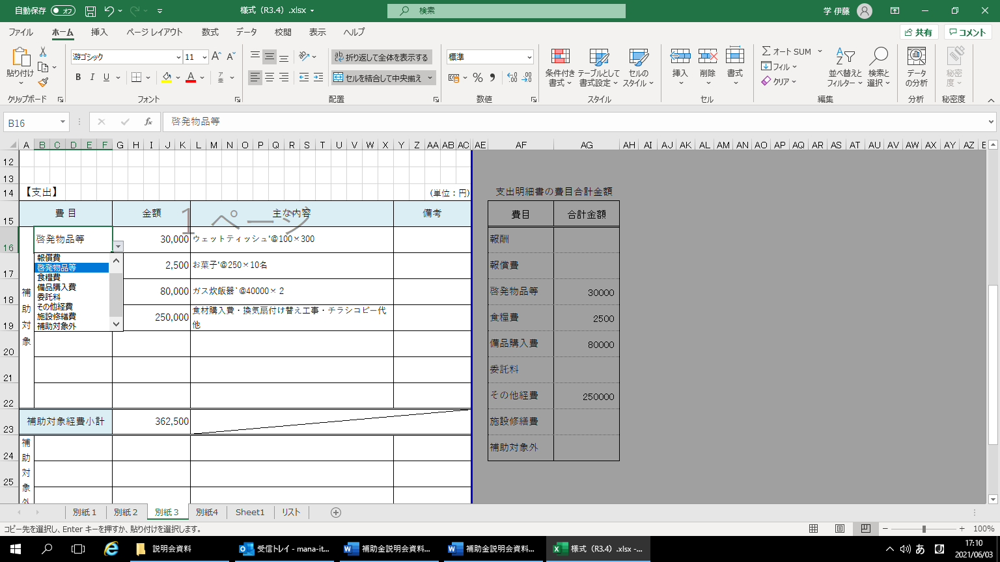 自動保存 オフ 様式（R3.4）.xlsx 検索 学 伊藤
ファイル ホーム 挿入 ページ レイアウト 数式 データ 校閲 表示 ヘルプ 共有 コメント
貼り付け 游ゴシック 11 折り返して全体を表示する 標準 条件付き書式 テーブルとして書式設定 セルのスタイル 挿入 削除 書式 オート SUM 並べ替えとフィルター 検索と選択 データの分析 秘密度
B I U セルを結合して中央揃え % フィル クリア
クリップボード フォント 配置 数値 スタイル セル 編集 分析 秘密度
B16 fx 啓発物品等
A B C D E F G H I J K L M N O P Q R S T U V W X Y Z AA AB AC AE AF AG AH AI AJ AK AL AM AN AO AP AQ AR AS AT AU AV AW AX AY AZ
12
13
14 【支出】 (単位：円) 支出明細書の費目合計金額
15 費 目 金額 主な内容 備考 費目 合計金額
1 ページ
16 啓発物品等 30,000 ウェットティッシュ‘@100×300 報酬
報償費
啓発物品等
食糧費
備品購入費
委託料
その他経費
施設修繕費
補助対象外
17 2,500 お菓子‘@250×10名 報償費
18 80,000 ガス炊飯器`@40000×２ 啓発物品等 30000
19 250,000 食材購入費・換気扇付け替え工事・チラシコピー代他 食糧費 2500
補助対象
20 備品購入費 80000
21 委託料
22 その他経費 250000
23 補助対象経費小計 362,500 施設修繕費
24 補助対象外 補助対象外
25
別紙１ 別紙２ 別紙３ 別紙4 Sheet1 リスト
コピー先を選択し、Enter キーを押すか、貼り付けを選択します。 100%
説明会資料 受信トレイ - mana-it... 補助金説明会資料... 補助金説明会資料... 様式（R3.4）.xlsx -... あ 17:10
2021/06/03